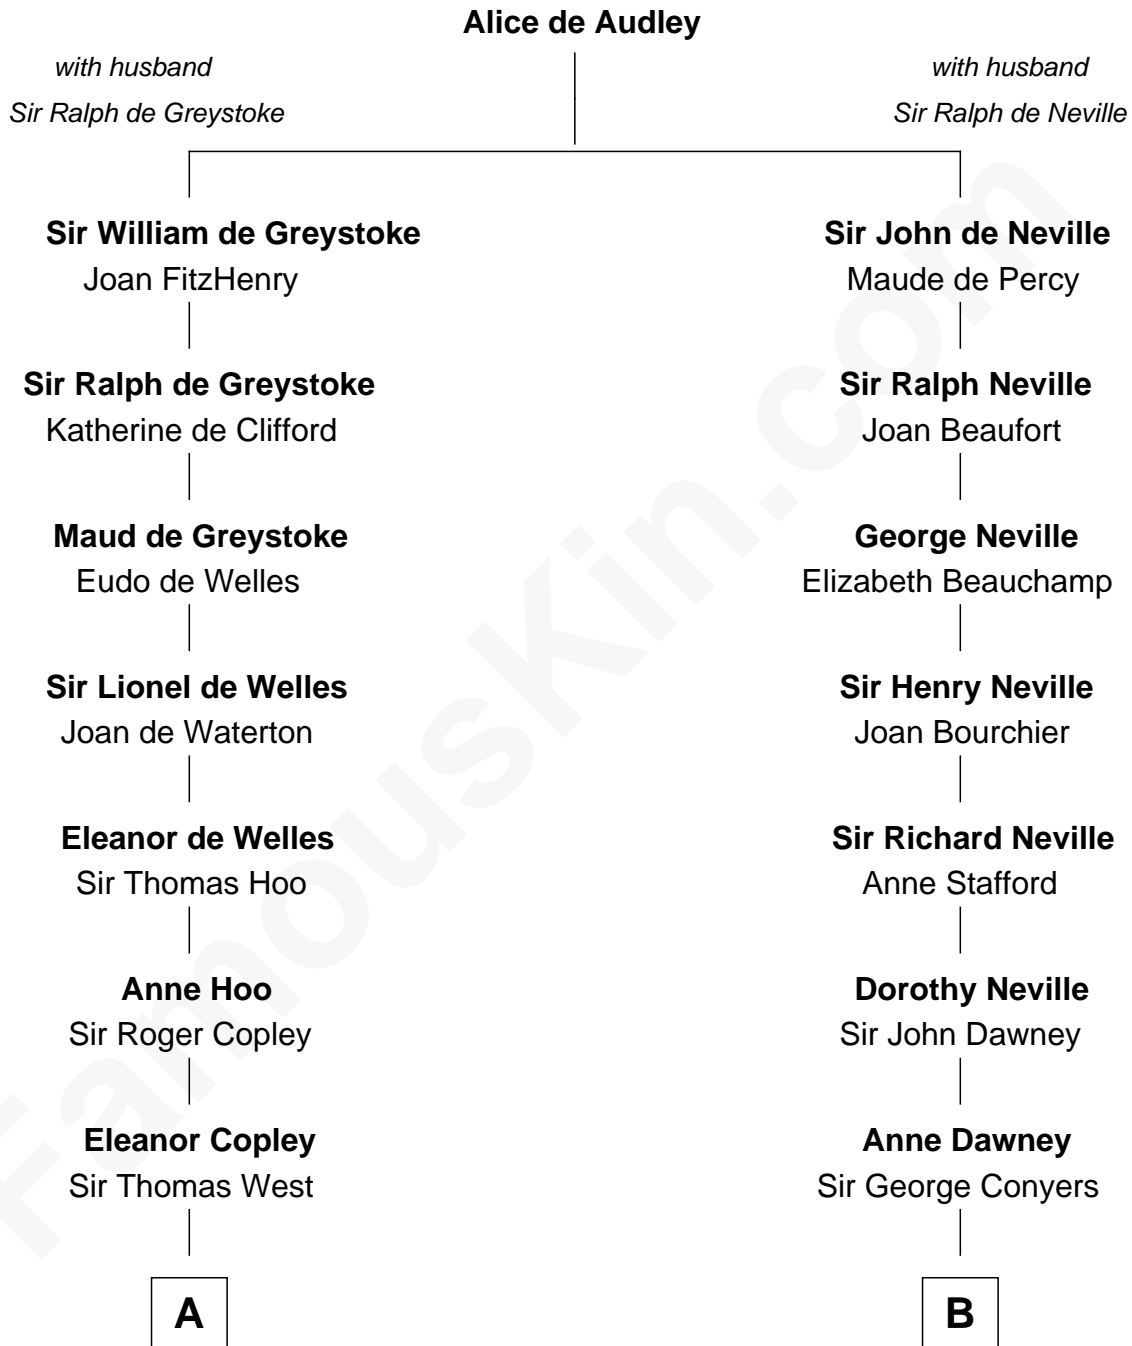 Alice de Audley
with husband
Sir Ralph de Greystoke
with husband
Sir Ralph de Neville
Sir William de Greystoke
Joan FitzHenry
Sir Ralph de Greystoke
Katherine de Clifford
Maud de Greystoke
Eudo de Welles
Sir Lionel de Welles
Joan de Waterton
Eleanor de Welles
Sir Thomas Hoo
Anne Hoo
Sir Roger Copley
Eleanor Copley
Sir Thomas West
A
Sir John de Neville
Maude de Percy
Sir Ralph Neville
Joan Beaufort
George Neville
Elizabeth Beauchamp
Sir Henry Neville
Joan Bourchier
Sir Richard Neville
Anne Stafford
Dorothy Neville
Sir John Dawney
Anne Dawney
Sir George Conyers
B
FamousKin.com